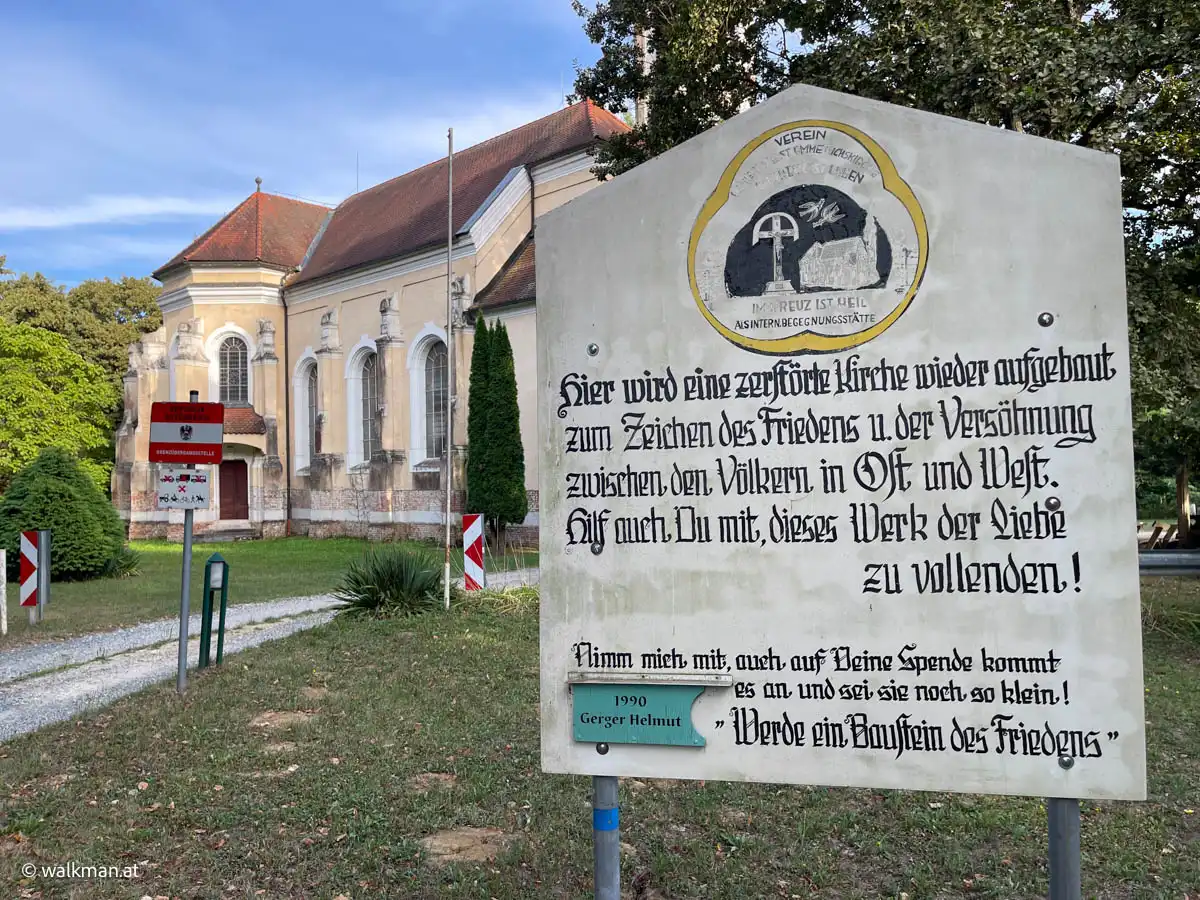 VEREIN
IM KREUZ IST HEIL
ALS INTERN. BEGEGNUNGSSTÄTTE
Hier wird eine zerstörte Kirche wieder aufgebaut
zum Zeichen des Friedens u. der Versöhnung
zwischen den Völkern in Ost und West.
Hilf auch Du mit, dieses Werk der Liebe
zu vollenden!
Nimm mich mit, auch auf Deine Spende kommt
es an und sei sie noch so klein!
"Werde ein Baustein des Friedens"
1990
Gerger Helmut
REPUBLIK
ÖSTERREICH
GRENZÜBERGANGSSTELLE
© walkman.at